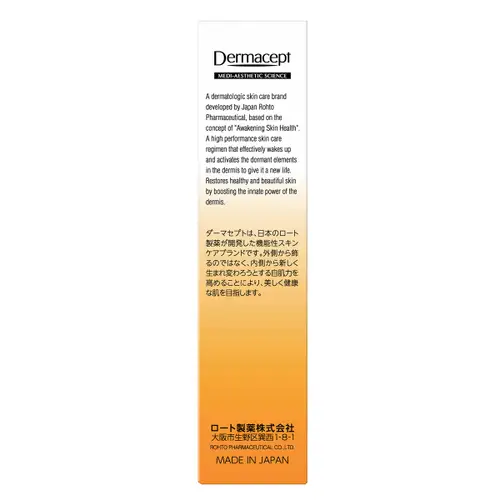 Dermacept
MEDI-AESTHETIC SCIENCE
A dermatologic skin care brand
developed by Japan Rohto
Pharmaceutical, based on the
concept of "Awakening Skin Health".
A high performance skin care
regimen that effectively wakes up
and activates the dormant elements
in the dermis to give it a new life.
Restores healthy and beautiful skin
by boosting the innate power of the
dermis.
ダーマセプトは、日本のロート
製薬が開発した機能性スキン
ケアブランドです。外側から飾
るのではなく、内側から新しく
生まれ変わろうとする自肌力を
高めることにより、美しく健康
な肌を目指します。
ロート製薬株式会社
大阪市生野区巽西1-8-1
ROHTO PHARMACEUTICAL CO.,LTD.
MADE IN JAPAN